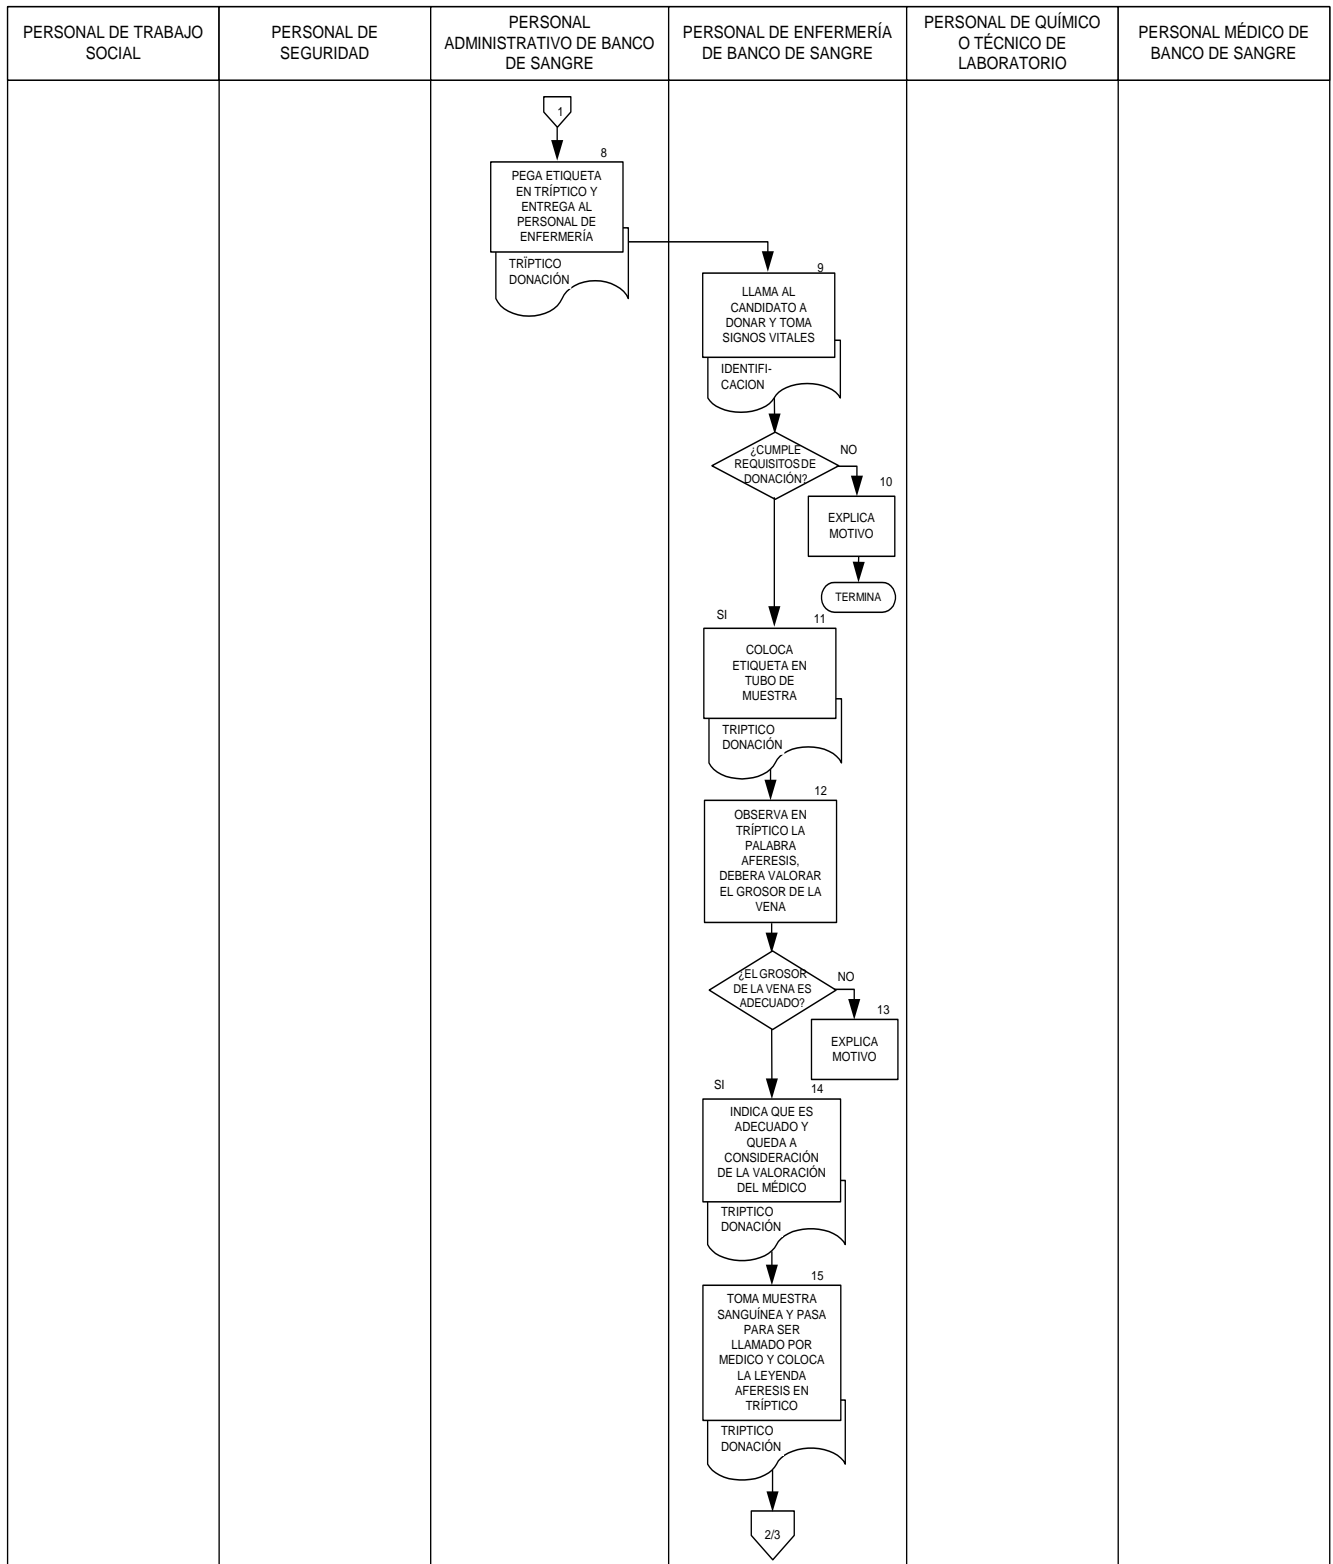 PERSONAL DE TRABAJO
SOCIAL
PERSONAL DE
SEGURIDAD
PERSONAL
ADMINISTRATIVO DE BANCO
DE SANGRE
PERSONAL DE ENFERMERÍA
DE BANCO DE SANGRE
PERSONAL DE QUÍMICO
O TÉCNICO DE
LABORATORIO
PERSONAL MÉDICO DE
BANCO DE SANGRE
1
8
PEGA ETIQUETA
EN TRÍPTICO Y
ENTREGA AL
PERSONAL DE
ENFERMERÍA
TRÏPTICO
DONACIÓN
9
LLAMA AL
CANDIDATO A
DONAR Y TOMA
SIGNOS VITALES
IDENTIFI-
CACION
¿CUMPLE
REQUISITOS DE
DONACIÓN?
NO
10
EXPLICA
MOTIVO
TERMINA
SI
11
COLOCA
ETIQUETA EN
TUBO DE
MUESTRA
TRIPTICO
DONACIÓN
12
OBSERVA EN
TRÍPTICO LA
PALABRA
AFERESIS,
DEBERA VALORAR
EL GROSOR DE LA
VENA
¿EL GROSOR
DE LA VENA ES
ADECUADO?
NO
13
EXPLICA
MOTIVO
SI
14
INDICA QUE ES
ADECUADO Y
QUEDA A
CONSIDERACIÓN
DE LA VALORACIÓN
DEL MÉDICO
TRIPTICO
DONACIÓN
15
TOMA MUESTRA
SANGUÍNEA Y PASA
PARA SER
LLAMADO POR
MEDICO Y COLOCA
LA LEYENDA
AFERESIS EN
TRÍPTICO
TRIPTICO
DONACIÓN
2/3